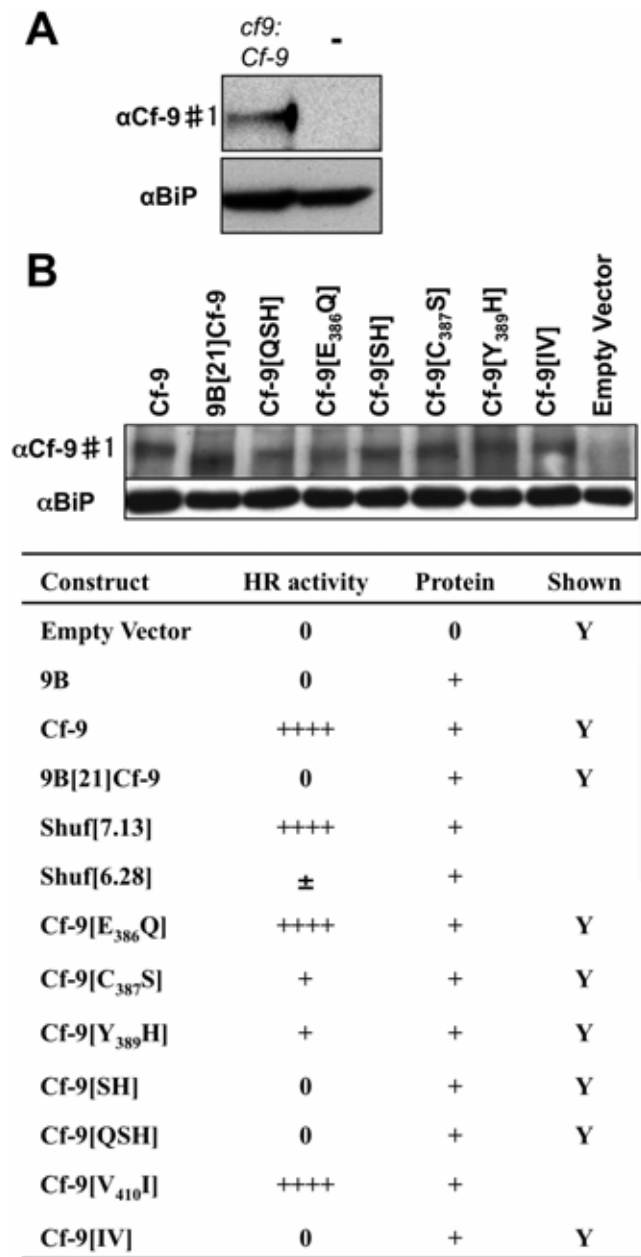 A
cf9:
Cf-9
-
αCf-9#1
αBiP
B
Cf-9
9B[21]Cf-9
Cf-9[QSH]
Cf-9[E386Q]
Cf-9[SH]
Cf-9[C387S]
Cf-9[Y389H]
Cf-9[IV]
Empty Vector
αCf-9#1
αBiP
Construct HR activity Protein Shown
Empty Vector 0 0 Y
9B 0 +
Cf-9 ++++ + Y
9B[21]Cf-9 0 + Y
Shuf[7.13] ++++ +
Shuf[6.28] ± +
Cf-9[E386Q] ++++ + Y
Cf-9[C387S] + + Y
Cf-9[Y389H] + + Y
Cf-9[SH] 0 + Y
Cf-9[QSH] 0 + Y
Cf-9[V410I] ++++ +
Cf-9[IV] 0 + Y